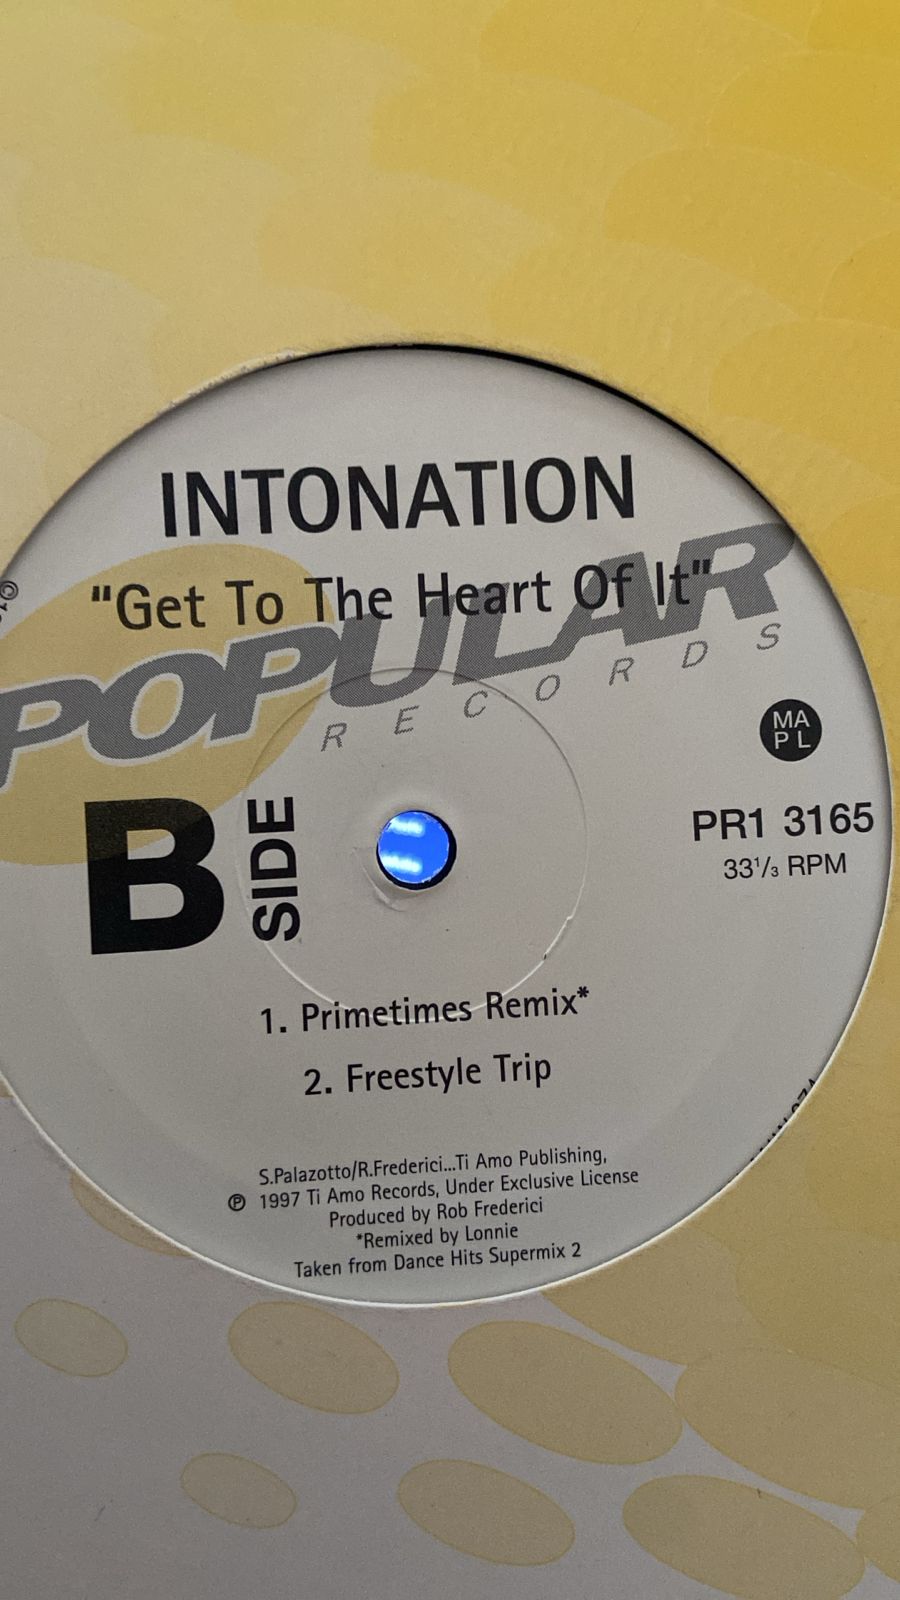 INTONATION
"Get To The Heart Of It"
POPULAR
RECORDS
MA
PL
B
SIDE
PR1 3165
33¹/₃ RPM
1. Primetimes Remix*
2. Freestyle Trip
S.Palazotto/R.Frederici...Ti Amo Publishing,
℗ 1997 Ti Amo Records, Under Exclusive License
Produced by Rob Frederici
*Remixed by Lonnie
Taken from Dance Hits Supermix 2